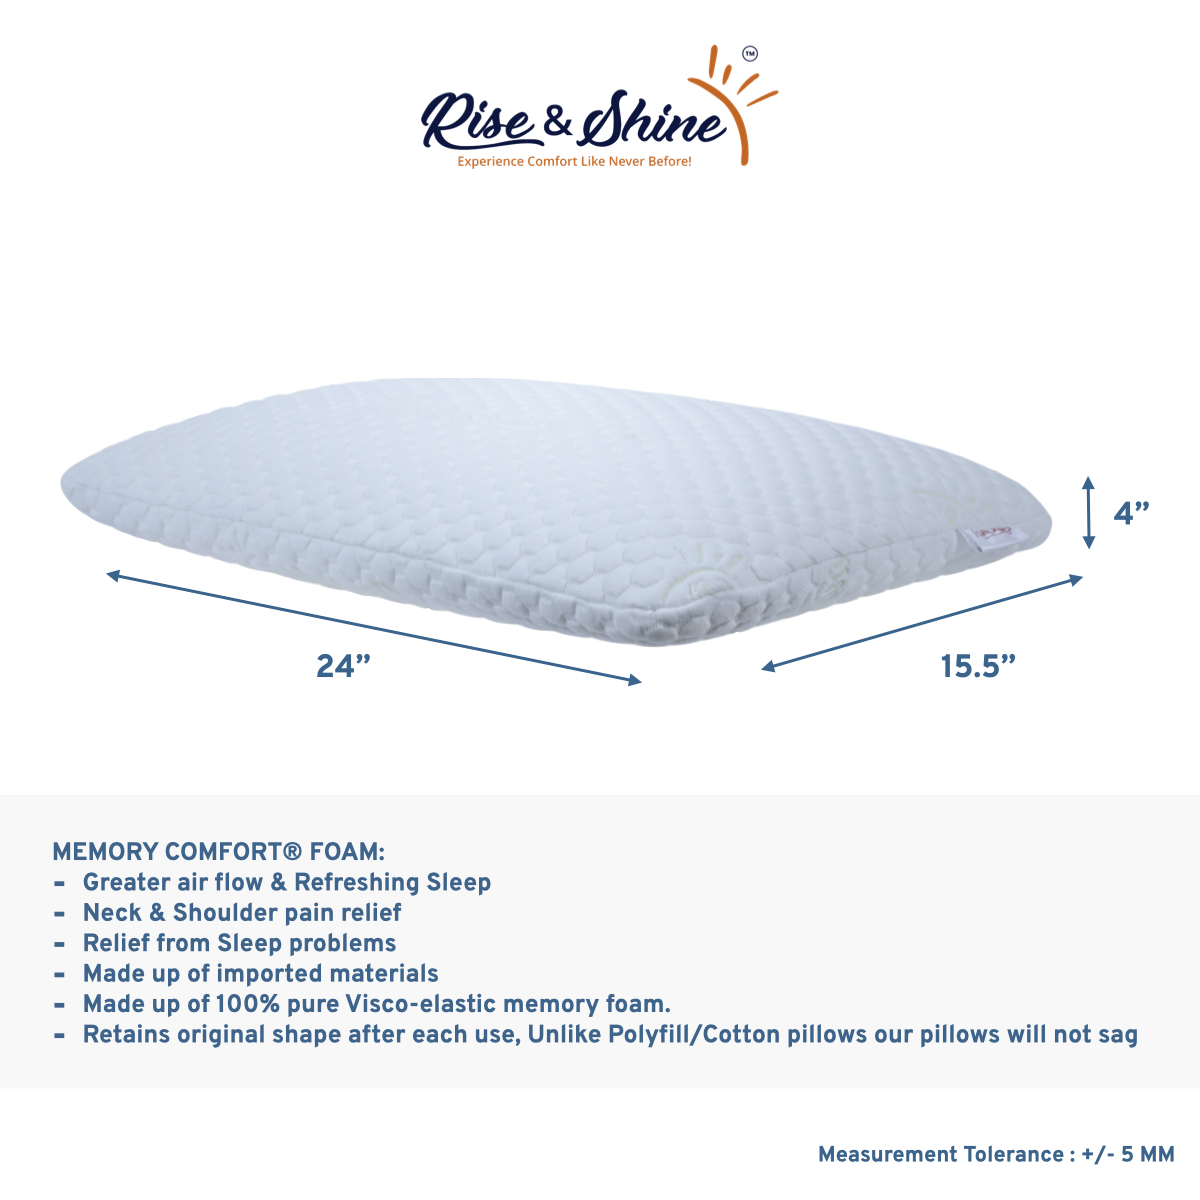 Rise & Shine
TM
Experience Comfort Like Never Before!
4”
24”
15.5”
MEMORY COMFORT® FOAM:
- Greater air flow & Refreshing Sleep
- Neck & Shoulder pain relief
- Relief from Sleep problems
- Made up of imported materials
- Made up of 100% pure Visco-elastic memory foam.
- Retains original shape after each use, Unlike Polyfill/Cotton pillows our pillows will not sag
Measurement Tolerance : +/- 5 MM